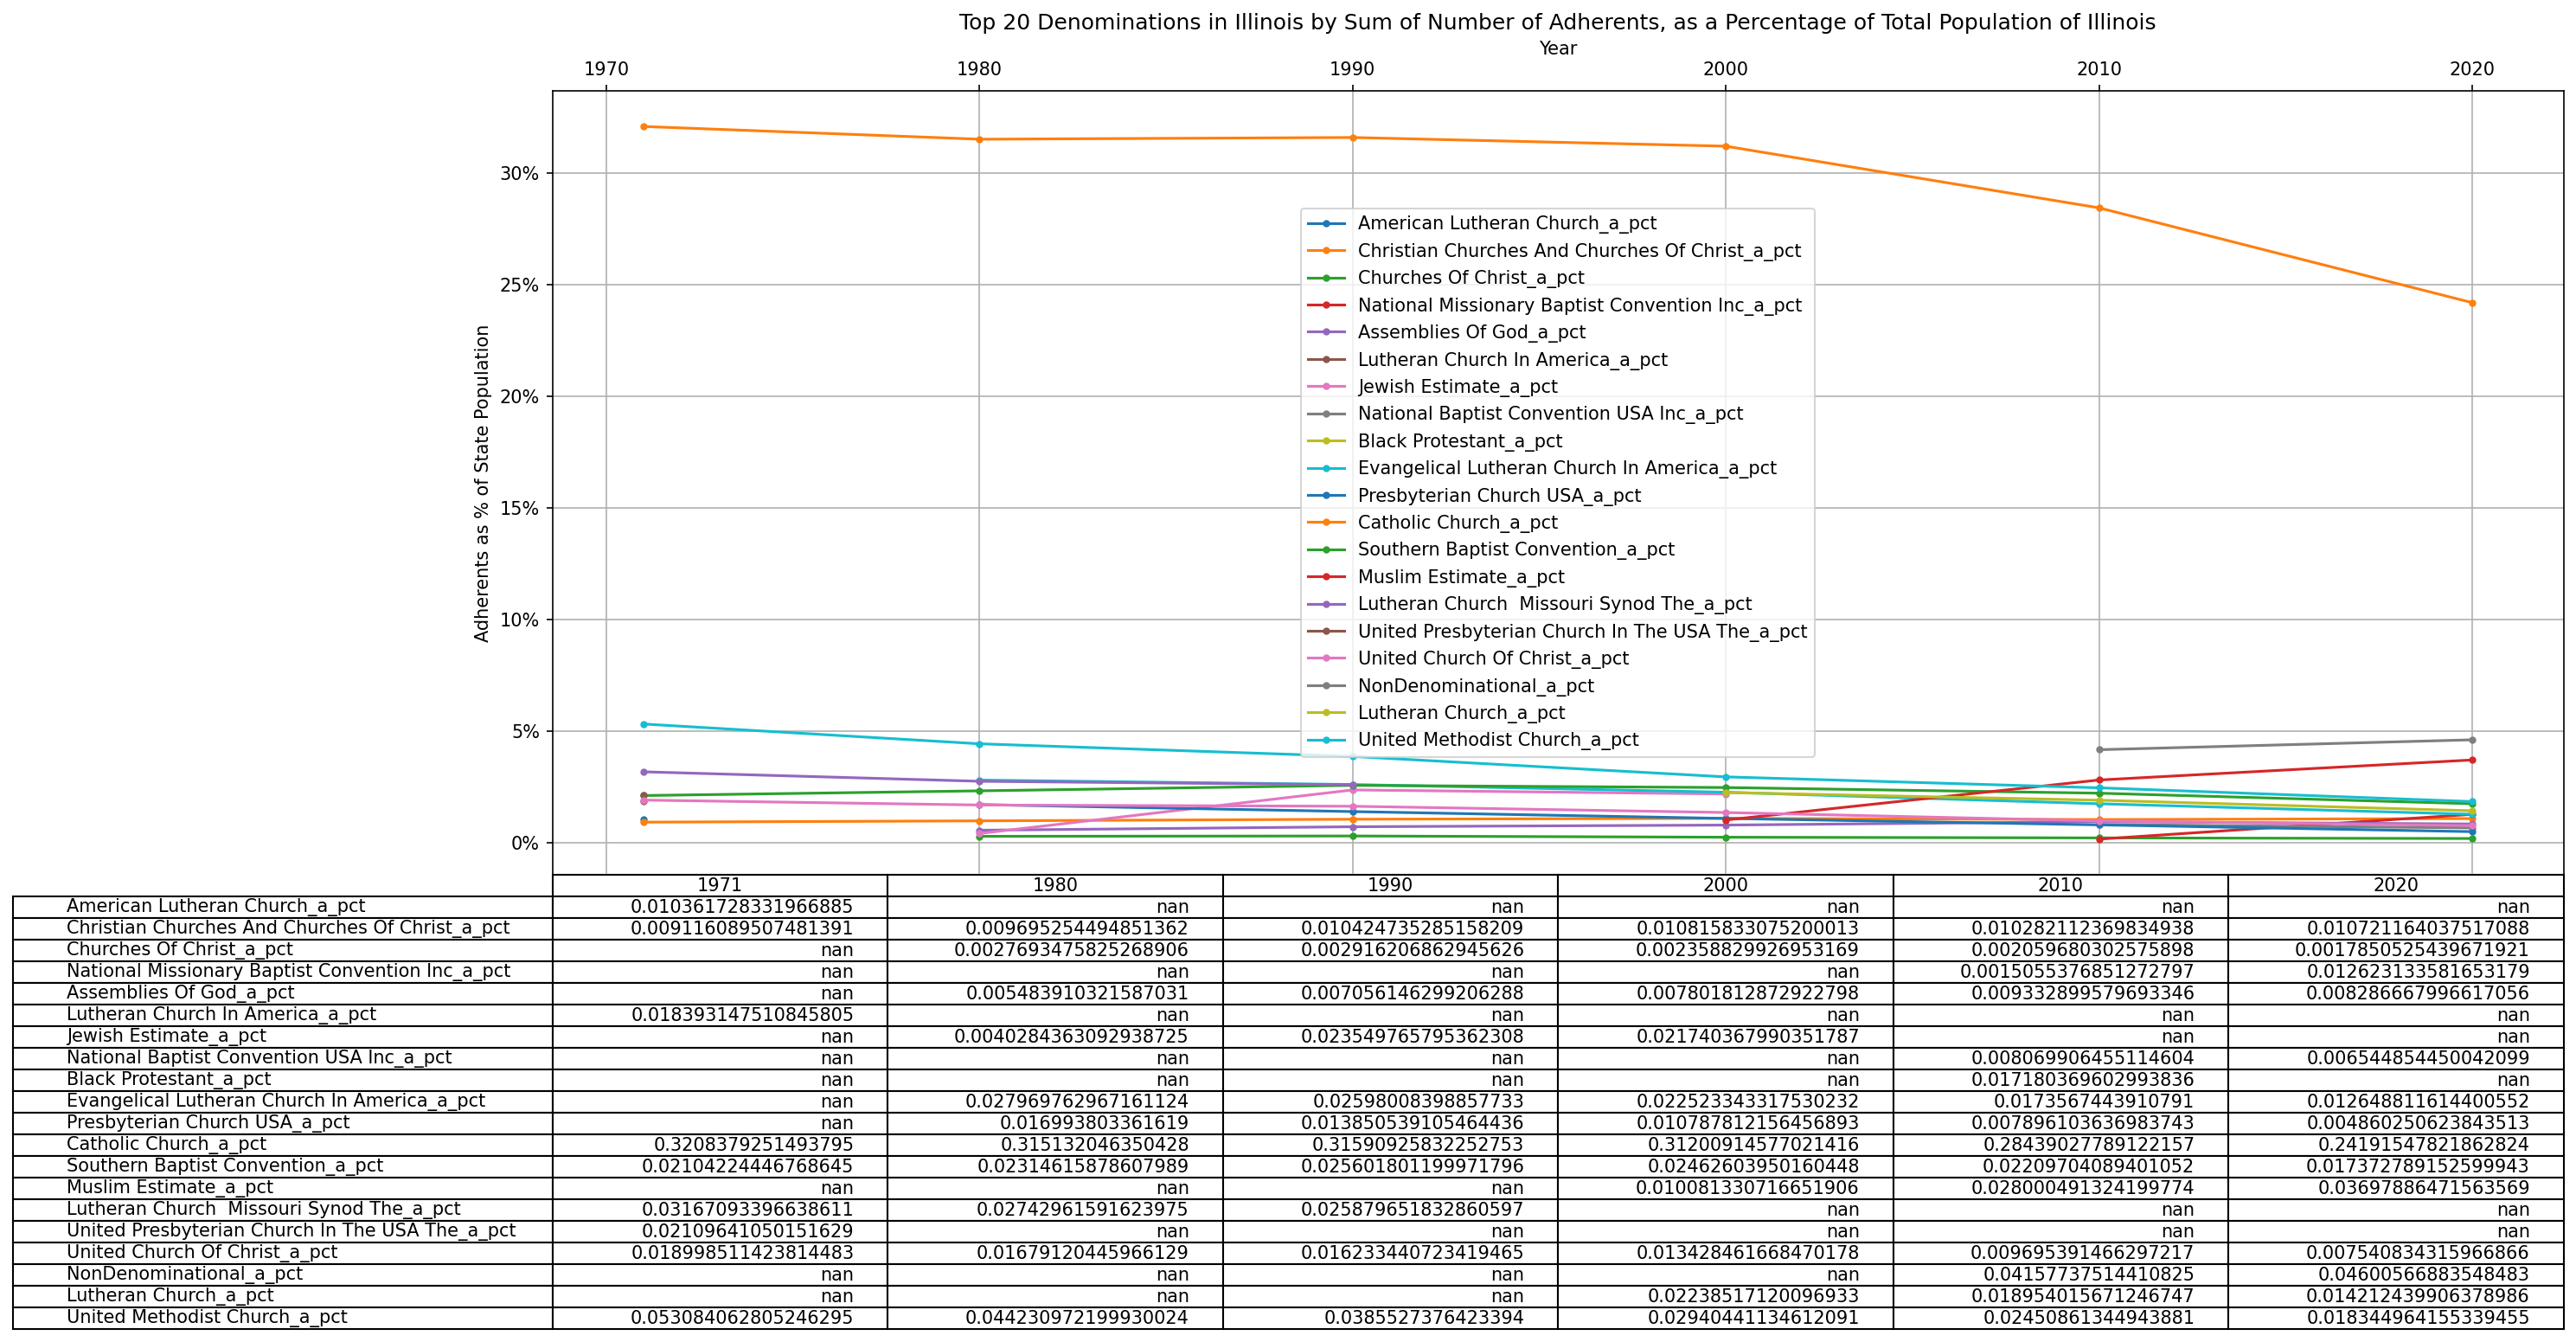 Top 20 Denominations in Illinois by Sum of Number of Adherents, as a Percentage of Total Population of Illinois
Year
1970 1980 1990 2000 2010 2020
Adherents as % of State Population
30%
25%
20%
15%
10%
5%
0%
American Lutheran Church_a_pct
Christian Churches And Churches Of Christ_a_pct
Churches Of Christ_a_pct
National Missionary Baptist Convention Inc_a_pct
Assemblies Of God_a_pct
Lutheran Church In America_a_pct
Jewish Estimate_a_pct
National Baptist Convention USA Inc_a_pct
Black Protestant_a_pct
Evangelical Lutheran Church In America_a_pct
Presbyterian Church USA_a_pct
Catholic Church_a_pct
Southern Baptist Convention_a_pct
Muslim Estimate_a_pct
Lutheran Church  Missouri Synod The_a_pct
United Presbyterian Church In The USA The_a_pct
United Church Of Christ_a_pct
NonDenominational_a_pct
Lutheran Church_a_pct
United Methodist Church_a_pct
1971 1980 1990 2000 2010 2020
American Lutheran Church_a_pct 0.010361728331966885 nan nan nan nan nan
Christian Churches And Churches Of Christ_a_pct 0.009116089507481391 0.009695254494851362 0.010424735285158209 0.010815833075200013 0.010282112369834938 0.010721164037517088
Churches Of Christ_a_pct nan 0.0027693475825268906 0.002916206862945626 0.002358829926953169 0.002059680302575898 0.0017850525439671921
National Missionary Baptist Convention Inc_a_pct nan nan nan nan 0.0015055376851272797 0.012623133581653179
Assemblies Of God_a_pct nan 0.005483910321587031 0.007056146299206288 0.007801812872922798 0.009332899579693346 0.008286667996617056
Lutheran Church In America_a_pct 0.018393147510845805 nan nan nan nan nan
Jewish Estimate_a_pct nan 0.0040284363092938725 0.023549765795362308 0.021740367990351787 nan nan
National Baptist Convention USA Inc_a_pct nan nan nan nan 0.008069906455114604 0.006544854450042099
Black Protestant_a_pct nan nan nan nan 0.017180369602993836 nan
Evangelical Lutheran Church In America_a_pct nan 0.027969762967161124 0.02598008398857733 0.022523343317530232 0.0173567443910791 0.012648811614400552
Presbyterian Church USA_a_pct nan 0.016993803361619 0.013850539105464436 0.010787812156456893 0.007896103636983743 0.004860250623843513
Catholic Church_a_pct 0.3208379251493795 0.315132046350428 0.31590925832252753 0.31200914577021416 0.28439027789122157 0.24191547821862824
Southern Baptist Convention_a_pct 0.02104224446768645 0.02314615878607989 0.025601801199971796 0.02462603950160448 0.02209704089401052 0.017372789152599943
Muslim Estimate_a_pct nan nan nan 0.010081330716651906 0.028000491324199774 0.03697886471563569
Lutheran Church  Missouri Synod The_a_pct 0.03167093396638611 0.02742961591623975 0.025879651832860597 nan nan nan
United Presbyterian Church In The USA The_a_pct 0.02109641050151629 nan nan nan nan nan
United Church Of Christ_a_pct 0.018998511423814483 0.01679120445966129 0.016233440723419465 0.013428461668470178 0.009695391466297217 0.007540834315966866
NonDenominational_a_pct nan nan nan nan 0.04157737514410825 0.04600566883548483
Lutheran Church_a_pct nan nan nan 0.02238517120096933 0.018954015671246747 0.014212439906378986
United Methodist Church_a_pct 0.053084062805246295 0.044230972199930024 0.0385527376423394 0.02940441134612091 0.02450861344943881 0.018344964155339455